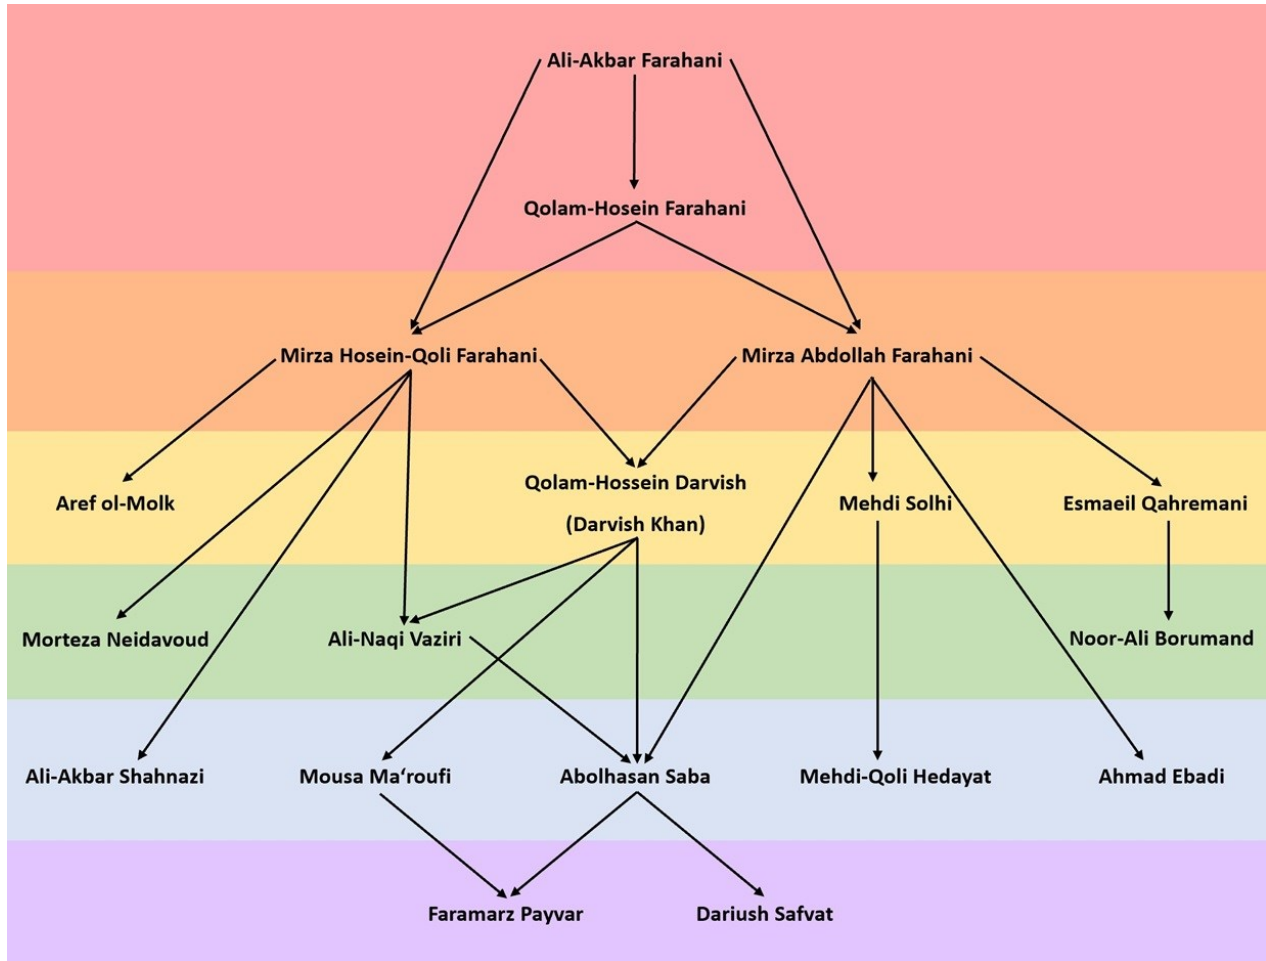 Ali-Akbar Farahani
Qolam-Hosein Farahani
Mirza Hosein-Qoli Farahani
Mirza Abdollah Farahani
Aref ol-Molk
Qolam-Hossein Darvish
(Darvish Khan)
Mehdi Solhi
Esmaeil Qahremani
Morteza Neidavoud
Ali-Naqi Vaziri
Noor-Ali Borumand
Ali-Akbar Shahnazi
Mousa Ma‘roufi
Abolhasan Saba
Mehdi-Qoli Hedayat
Ahmad Ebadi
Faramarz Payvar
Dariush Safvat